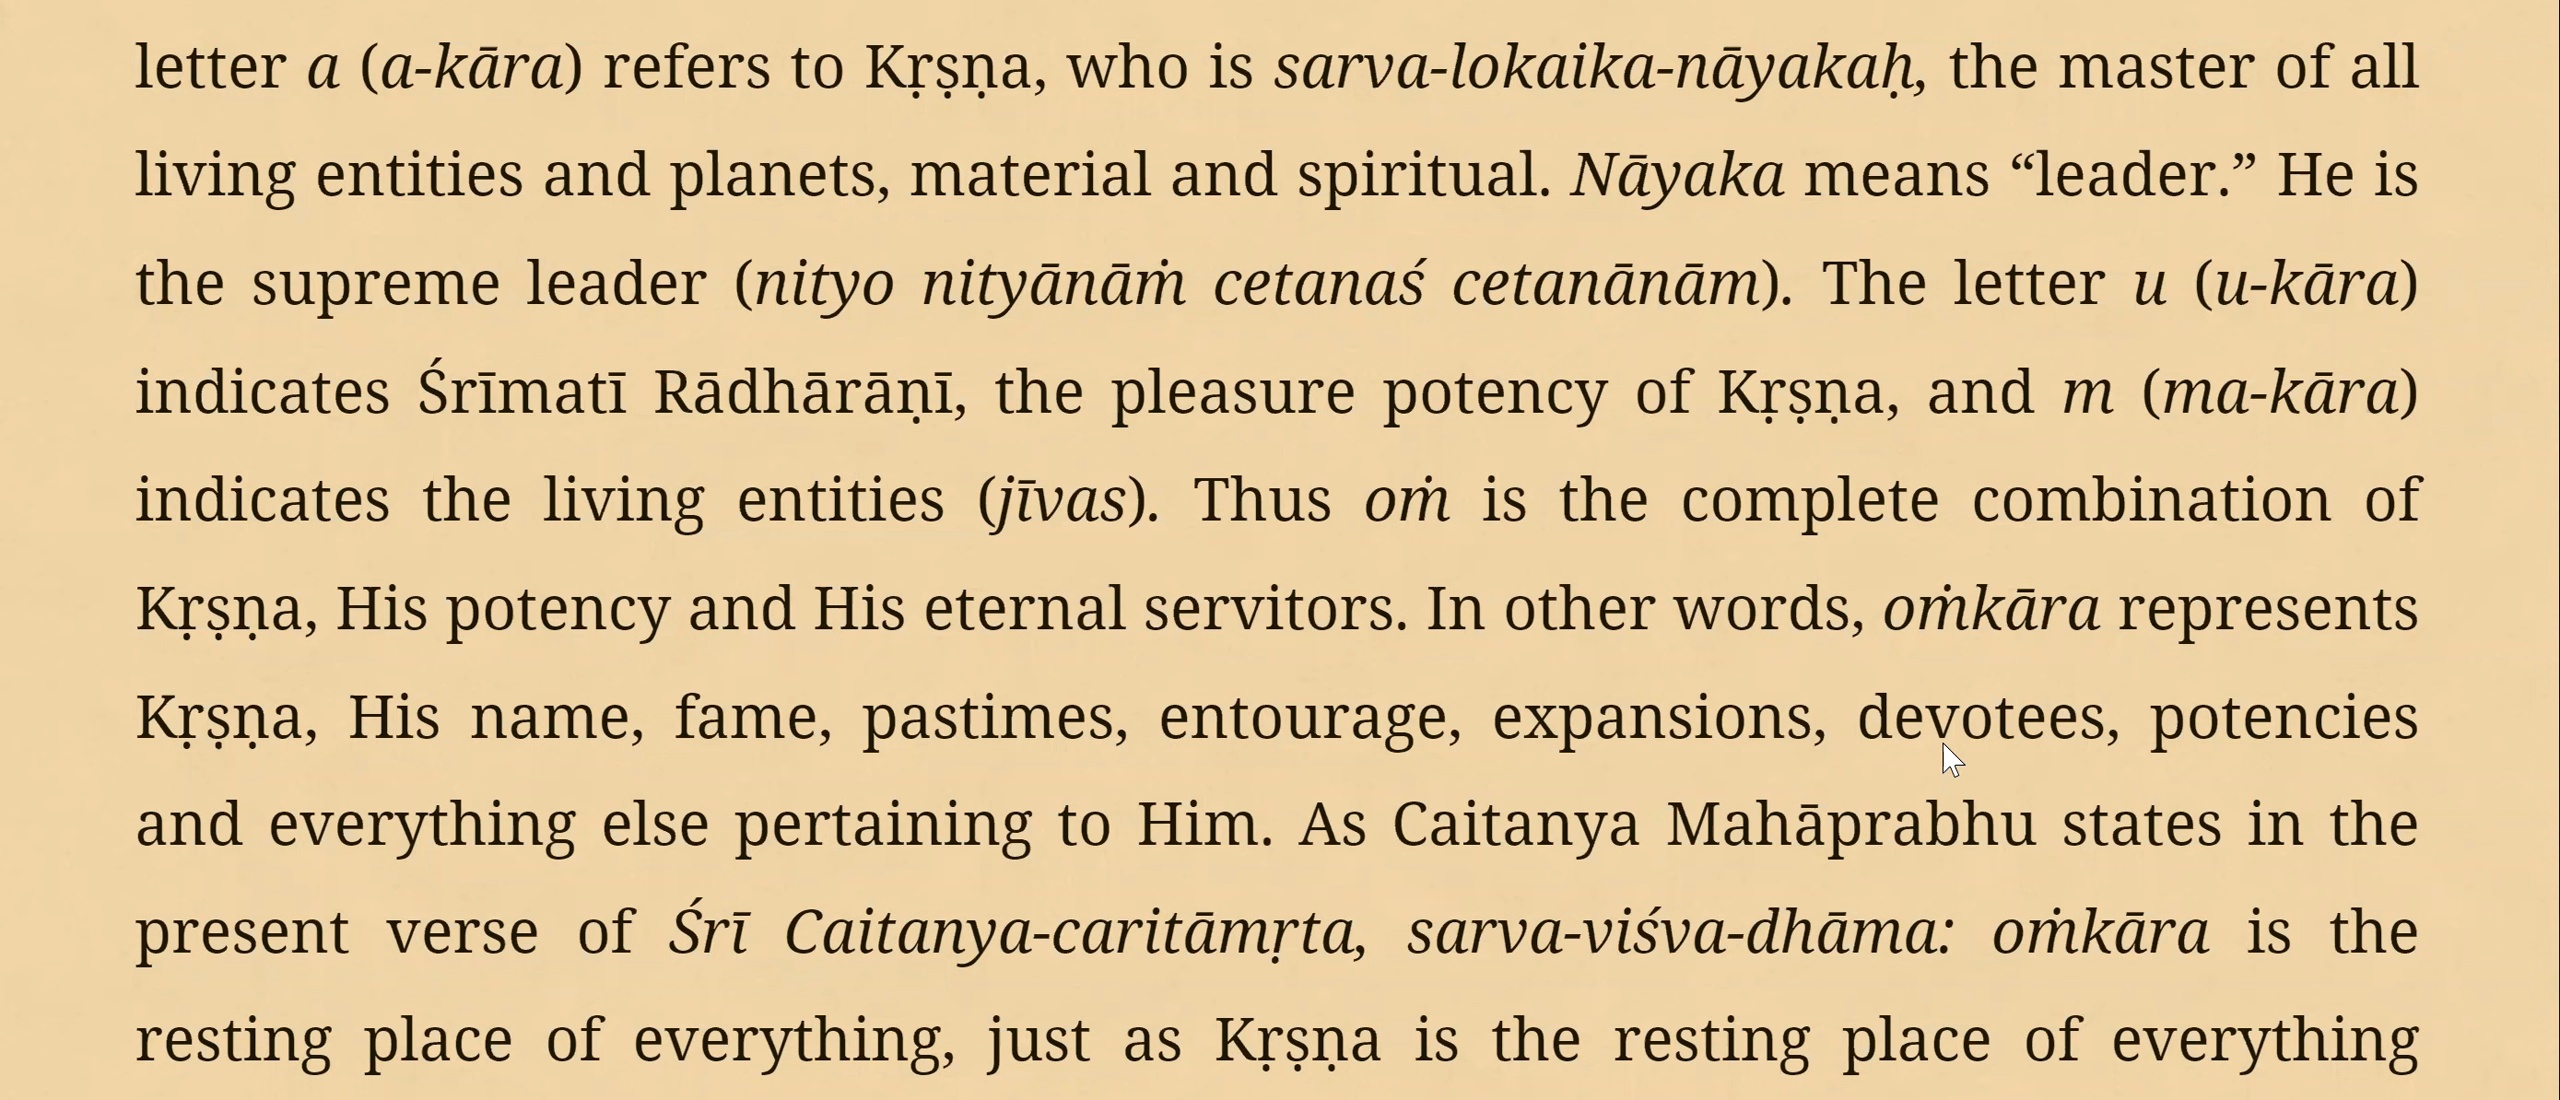 letter a (a-kāra) refers to Kṛṣṇa, who is sarva-lokaika-nāyakaḥ, the master of all
living entities and planets, material and spiritual. Nāyaka means “leader.” He is
the supreme leader (nityo nityānāṁ cetanaś cetanānām). The letter u (u-kāra)
indicates Śrīmatī Rādhārāṇī, the pleasure potency of Kṛṣṇa, and m (ma-kāra)
indicates the living entities (jīvas). Thus oṁ is the complete combination of
Kṛṣṇa, His potency and His eternal servitors. In other words, oṁkāra represents
Kṛṣṇa, His name, fame, pastimes, entourage, expansions, devotees, potencies
and everything else pertaining to Him. As Caitanya Mahāprabhu states in the
present verse of Śrī Caitanya-caritāmṛta, sarva-viśva-dhāma: oṁkāra is the
resting place of everything, just as Kṛṣṇa is the resting place of everything